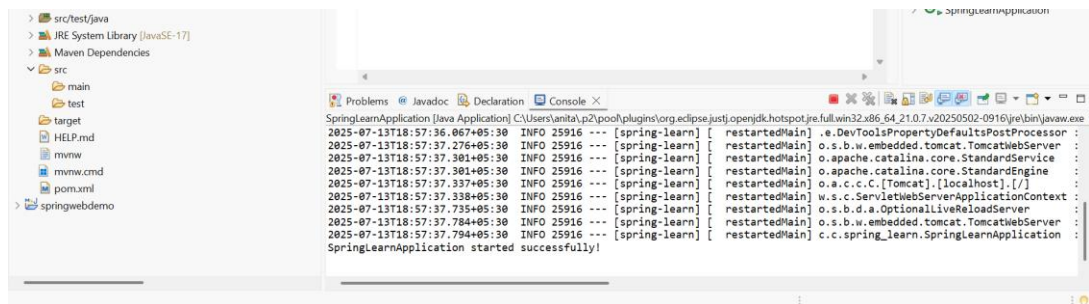 src/test/java
SpringLearnApplication
JRE System Library [JavaSE-17]
Maven Dependencies
src
main
test
target
HELP.md
mvnw
mvnw.cmd
pom.xml
springwebdemo
Problems @ Javadoc Declaration Console
SpringLearnApplication [Java Application] C:\Users\anita\.p2\pool\plugins\org.eclipse.justj.openjdk.hotspot.jre.full.win32.x86_64_21.0.7.v20250502-0916\jre\bin\javaw.exe
2025-07-13T18:57:36.067+05:30 INFO 25916 --- [spring-learn] [ restartedMain] .e.DevToolsPropertyDefaultsPostProcessor :
2025-07-13T18:57:37.276+05:30 INFO 25916 --- [spring-learn] [ restartedMain] o.s.b.w.embedded.tomcat.TomcatWebServer :
2025-07-13T18:57:37.301+05:30 INFO 25916 --- [spring-learn] [ restartedMain] o.apache.catalina.core.StandardService :
2025-07-13T18:57:37.301+05:30 INFO 25916 --- [spring-learn] [ restartedMain] o.apache.catalina.core.StandardEngine :
2025-07-13T18:57:37.337+05:30 INFO 25916 --- [spring-learn] [ restartedMain] o.a.c.c.C.[Tomcat].[localhost].[/] :
2025-07-13T18:57:37.338+05:30 INFO 25916 --- [spring-learn] [ restartedMain] w.s.c.ServletWebServerApplicationContext :
2025-07-13T18:57:37.735+05:30 INFO 25916 --- [spring-learn] [ restartedMain] o.s.b.d.a.OptionalLiveReloadServer :
2025-07-13T18:57:37.784+05:30 INFO 25916 --- [spring-learn] [ restartedMain] o.s.b.w.embedded.tomcat.TomcatWebServer :
2025-07-13T18:57:37.794+05:30 INFO 25916 --- [spring-learn] [ restartedMain] c.c.spring_learn.SpringLearnApplication :
SpringLearnApplication started successfully!